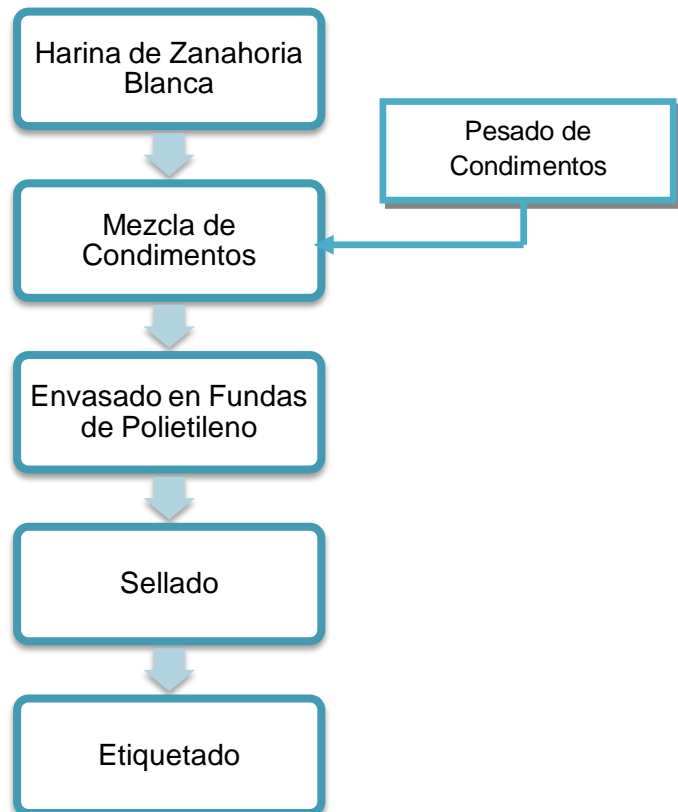 Harina de Zanahoria
Blanca
Pesado de
Condimentos
Mezcla de
Condimentos
Envasado en Fundas
de Polietileno
Sellado
Etiquetado